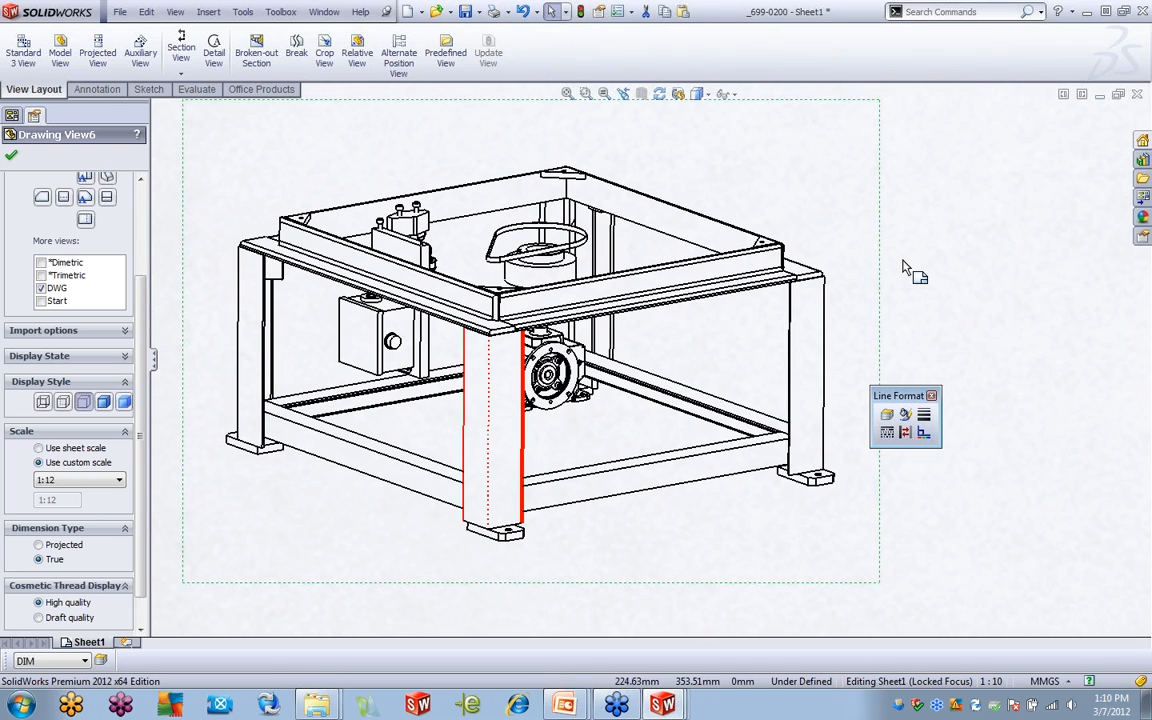 SOLIDWORKS File Edit View Insert Tools Toolbox Window Help _699-0200 - Sheet1 * Search Commands
Standard 3 View
Model View
Projected View
Auxiliary View
Section View
Detail View
Broken-out Section
Break
Crop View
Relative View
Alternate Position View
Predefined View
Update View
View Layout Annotation Sketch Evaluate Office Products
Drawing View6 ?
More views:
*Dimetric
*Trimetric
DWG
Start
Import options
Display State
Display Style
Scale
Use sheet scale
Use custom scale
1:12
1:12
Dimension Type
Projected
True
Cosmetic Thread Display
High quality
Draft quality
Line Format
Sheet1
DIM
SolidWorks Premium 2012 x64 Edition 224.63mm 353.51mm 0mm Under Defined Editing Sheet1 (Locked Focus) 1 : 10 MMGS
1:10 PM
3/7/2012